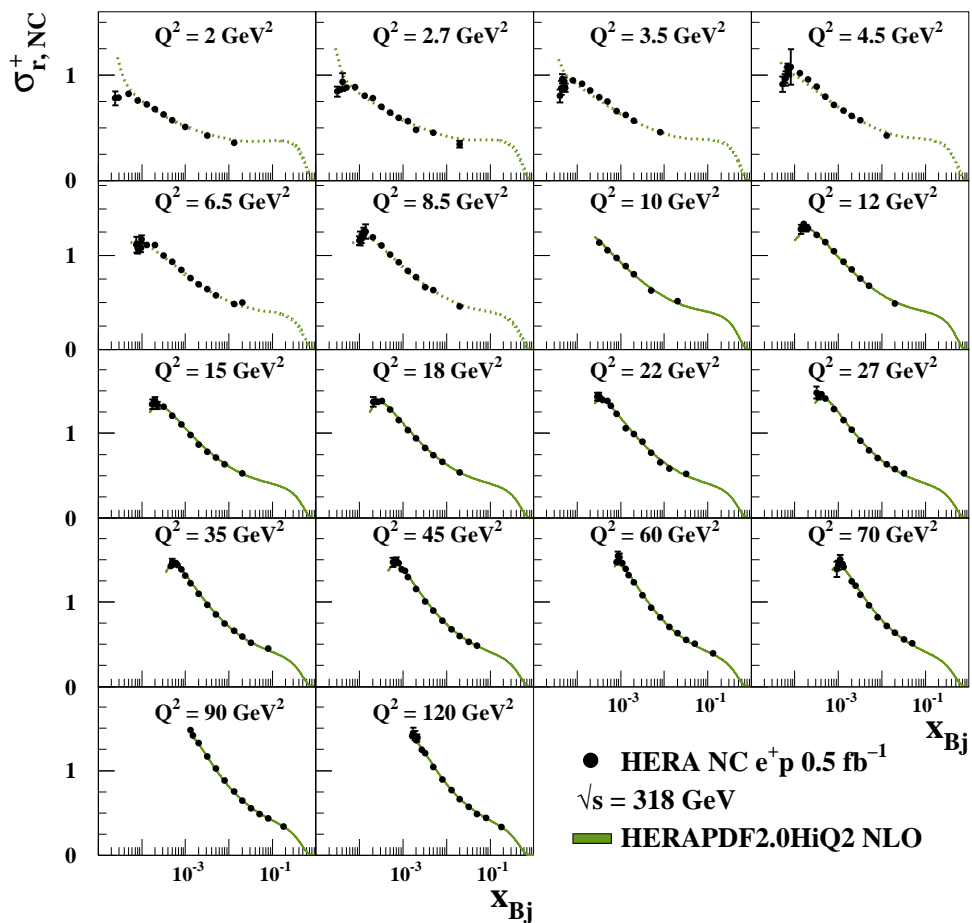 σ⁺r, NC
Q² = 2 GeV² Q² = 2.7 GeV² Q² = 3.5 GeV² Q² = 4.5 GeV²
1
0
Q² = 6.5 GeV² Q² = 8.5 GeV² Q² = 10 GeV² Q² = 12 GeV²
1
0
Q² = 15 GeV² Q² = 18 GeV² Q² = 22 GeV² Q² = 27 GeV²
1
0
Q² = 35 GeV² Q² = 45 GeV² Q² = 60 GeV² Q² = 70 GeV²
1
0
10⁻³ 10⁻¹ 10⁻³ 10⁻¹
xBj
Q² = 90 GeV² Q² = 120 GeV²
1
0
10⁻³ 10⁻¹ 10⁻³ 10⁻¹
xBj
HERA NC e⁺p 0.5 fb⁻¹
√s = 318 GeV
HERAPDF2.0HiQ2 NLO